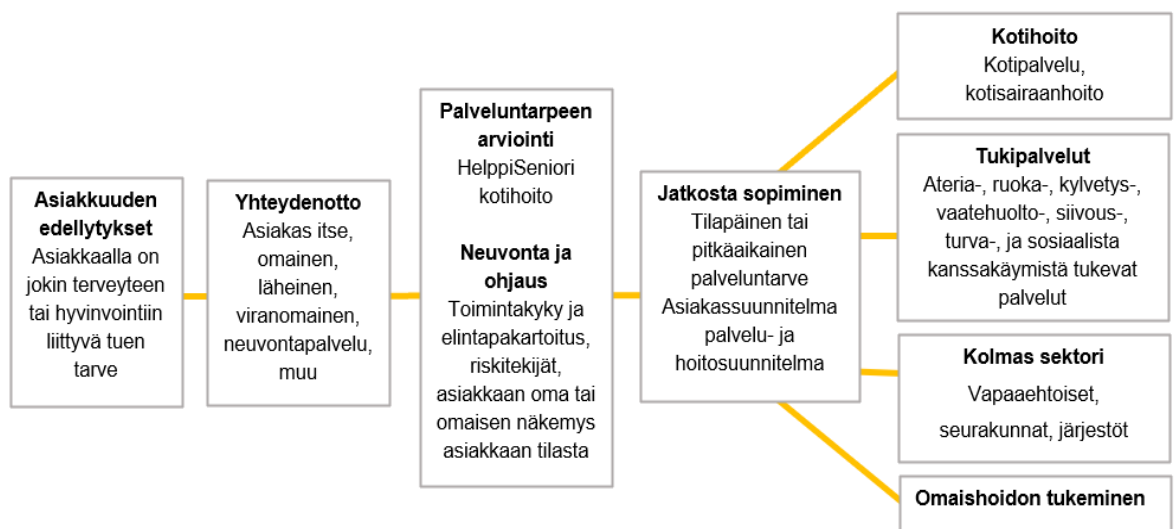 Asiakkuuden
edellytykset
Asiakkaalla on
jokin terveyteen
tai hyvinvointiin
liittyvä tuen
tarve
Yhteydenotto
Asiakas itse,
omainen,
läheinen,
viranomainen,
neuvontapalvelu,
muu
Palveluntarpeen
arviointi
HelppiSeniori
kotihoito
Neuvonta ja
ohjaus
Toimintakyky ja
elintapakartoitus,
riskitekijät,
asiakkaan oma tai
omaisen näkemys
asiakkaan tilasta
Jatkosta sopiminen
Tilapäinen tai
pitkäaikainen
palveluntarve
Asiakassuunnitelma
palvelu- ja
hoitosuunnitelma
Kotihoito
Kotipalvelu,
kotisairaanhoito
Tukipalvelut
Ateria-, ruoka-, kylvetys-,
vaatehuolto-, siivous-,
turva-, ja sosiaalista
kanssakäymistä tukevat
palvelut
Kolmas sektori
Vapaaehtoiset,
seurakunnat, järjestöt
Omaishoidon tukeminen